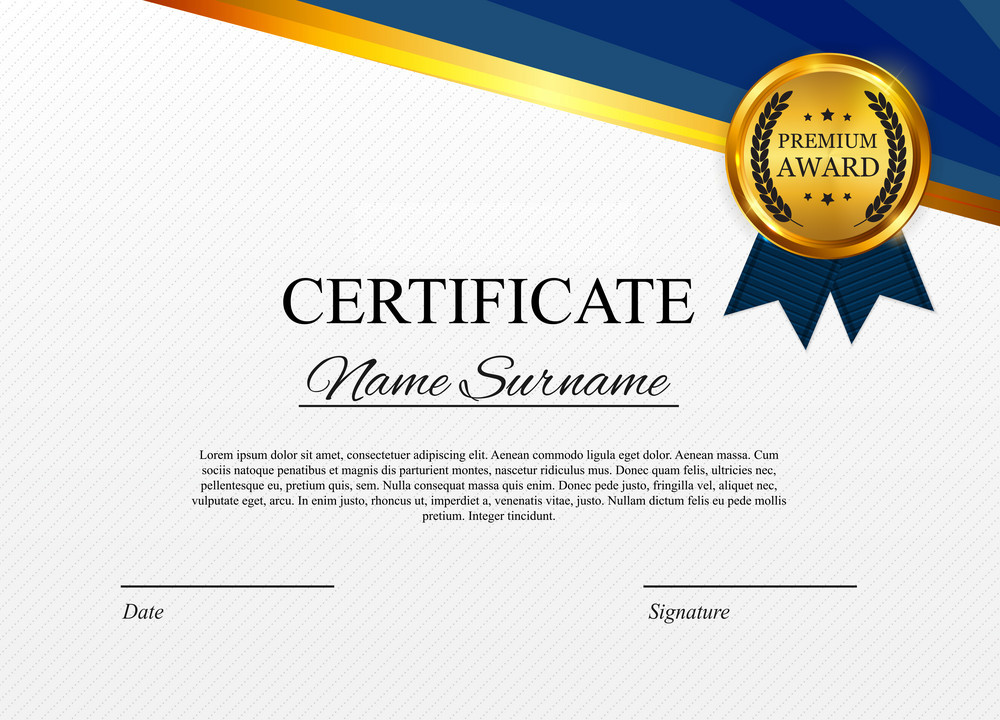 PREMIUM
AWARD
CERTIFICATE
Name Surname
Lorem ipsum dolor sit amet, consectetuer adipiscing elit. Aenean commodo ligula eget dolor. Aenean massa. Cum
sociis natoque penatibus et magnis dis parturient montes, nascetur ridiculus mus. Donec quam felis, ultricies nec,
pellentesque eu, pretium quis, sem. Nulla consequat massa quis enim. Donec pede justo, fringilla vel, aliquet nec,
vulputate eget, arcu. In enim justo, rhoncus ut, imperdiet a, venenatis vitae, justo. Nullam dictum felis eu pede mollis
pretium. Integer tincidunt.
Date
Signature